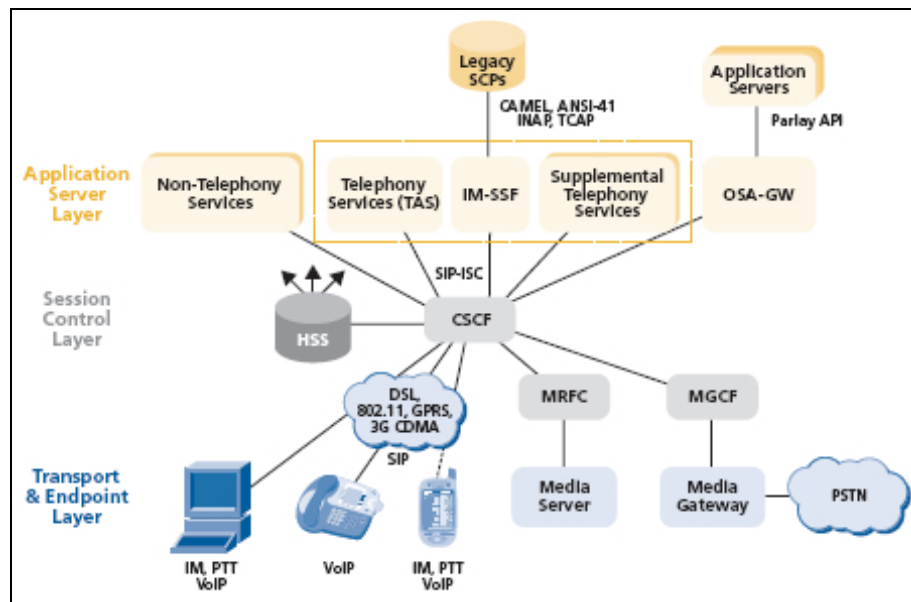 Legacy
SCPs
Application
Servers
CAMEL, ANSI-41
INAP, TCAP
Parlay API
Application
Server
Layer
Non-Telephony
Services
Telephony
Services (TAS)
IM-SSF
Supplemental
Telephony
Services
OSA-GW
SIP-ISC
Session
Control
Layer
HSS
CSCF
DSL,
802.11, GPRS,
3G CDMA
MRFC
MGCF
SIP
Transport
& Endpoint
Layer
Media
Server
Media
Gateway
PSTN
IM, PTT
VoIP
VoIP
IM, PTT
VoIP